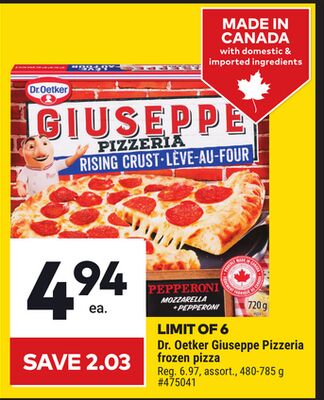 MADE IN
CANADA
with domestic &
imported ingredients
Dr. Oetker
GIUSEPPE
PIZZERIA
RISING CRUST • LÈVE-AU-FOUR
PEPPERONI
MOZZARELLA
+ PEPPERONI
720 g
4.94
ea.
SAVE 2.03
LIMIT OF 6
Dr. Oetker Giuseppe Pizzeria
frozen pizza
Reg. 6.97, assort., 480-785 g
#475041